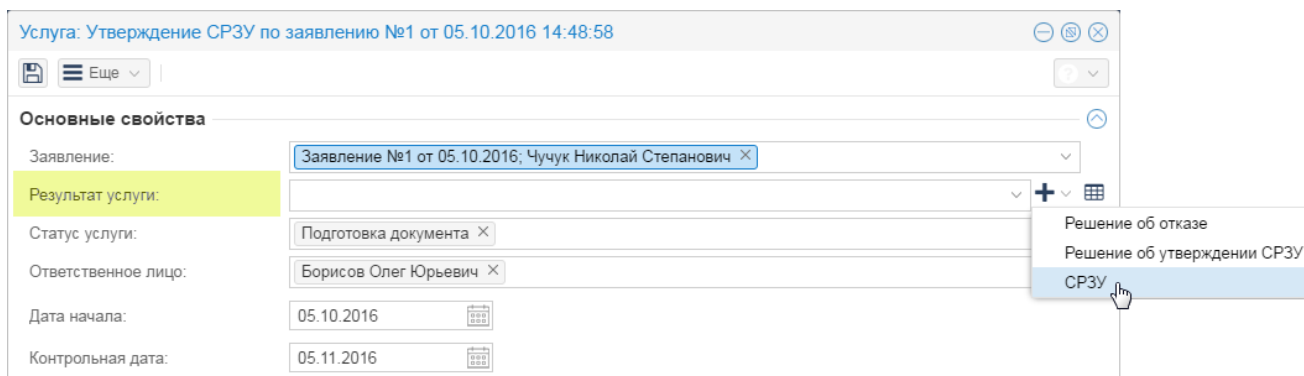 Услуга: Утверждение СРЗУ по заявлению №1 от 05.10.2016 14:48:58
Еще
?
Основные свойства
Заявление: Заявление №1 от 05.10.2016; Чучук Николай Степанович
Результат услуги:
Решение об отказе
Статус услуги: Подготовка документа
Решение об утверждении СРЗУ
Ответственное лицо: Борисов Олег Юрьевич
СРЗУ
Дата начала: 05.10.2016
Контрольная дата: 05.11.2016